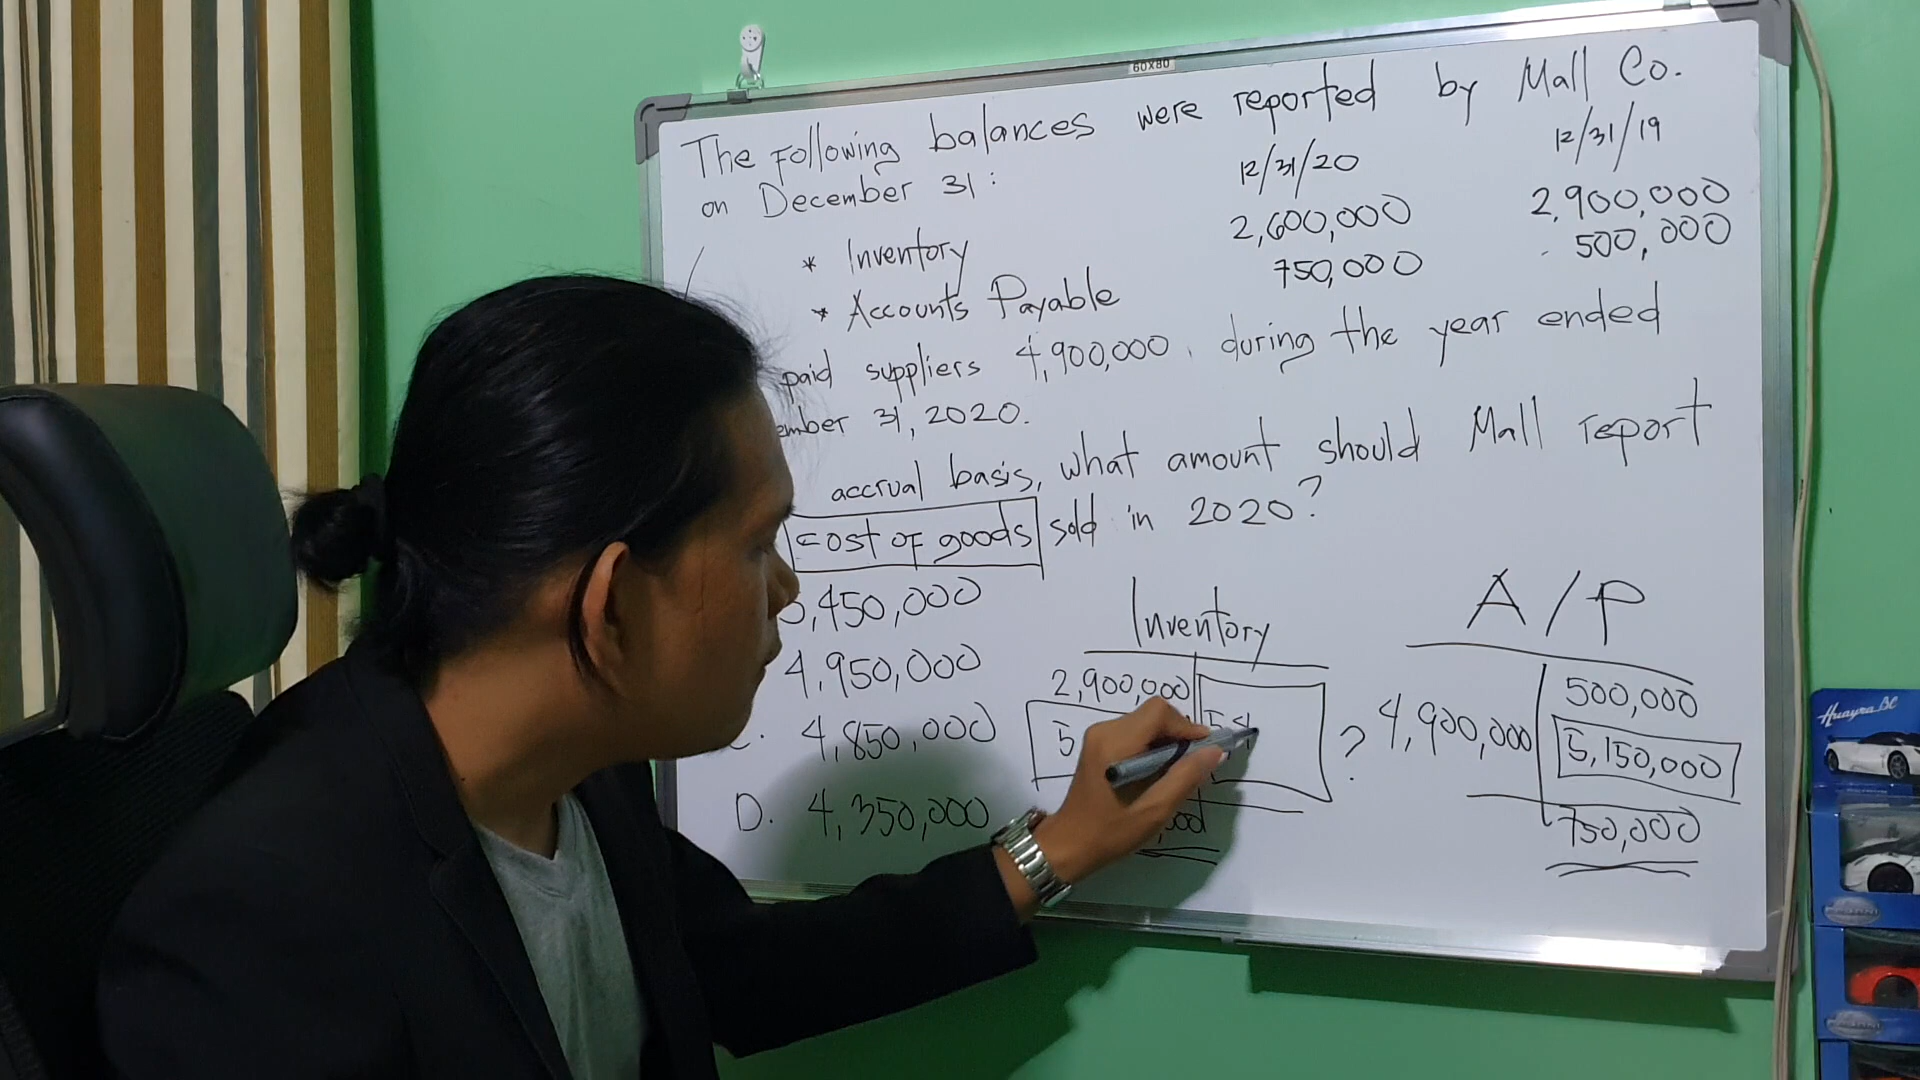 60X80
The Following balances were reported by Mall Co.
on December 31:
12/31/20 12/31/19
* Inventory 2,600,000 2,900,000
* Accounts Payable 750,000 500,000
paid suppliers 4,900,000 during the year ended
ember 31, 2020.
accrual basis, what amount should Mall report
cost of goods sold in 2020?
,450,000
4,950,000
4,850,000
D. 4,350,000
Inventory
2,900,000
5
54
?
A/P
500,000
4,900,000 5,150,000
750,000
Huayra BC